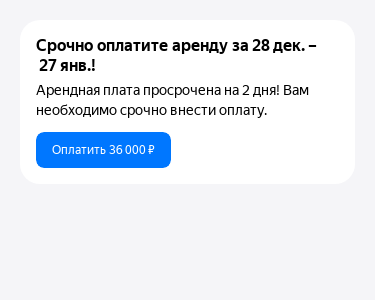 Срочно оплатите аренду за 28 дек. –
27 янв.!
Арендная плата просрочена на 2 дня! Вам
необходимо срочно внести оплату.
Оплатить 36 000 ₽